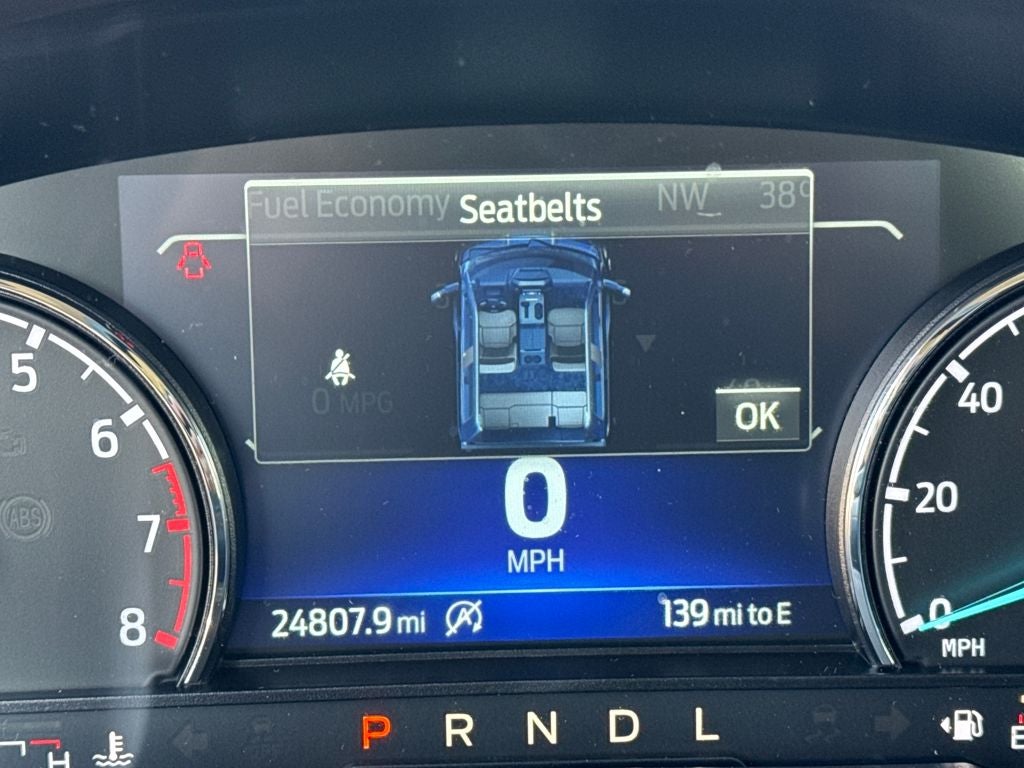 Fuel Economy Seatbelts NW 38°
0 MPG
OK
0
MPH
24807.9 mi
139 mi to E
5
6
7
8
ABS
40
20
0
MPH
P R N D L
H
E